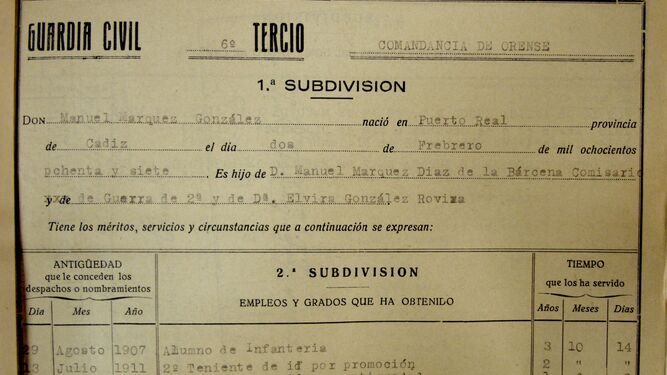 GUARDIA CIVIL 6º TERCIO COMANDANCIA DE ORENSE
1.ª SUBDIVISION
DON Manuel Marquez González nació en Puerto Real provincia
de Cadiz el día dos de Frebrero de mil ochocientos
ochenta y siete. Es hijo de D. Manuel Marquez Diaz de la Bárcena Comisario
xxx de Guerra de 2ª y de Dª. Elvira González Rovira
y de
Tiene los méritos, servicios y circunstancias que a continuación se expresan:
ANTIGÜEDAD
que le conceden los
despachos o nombramientos
2.ª SUBDIVISION
EMPLEOS Y GRADOS QUE HA OBTENIDO
TIEMPO
que los ha servido
Día Mes Año Años Meses Días
29 Agosto 1907 Alumno de Infanteria 3 10 14
13 Julio 1911 2º Teniente de id por promoción 2 " "